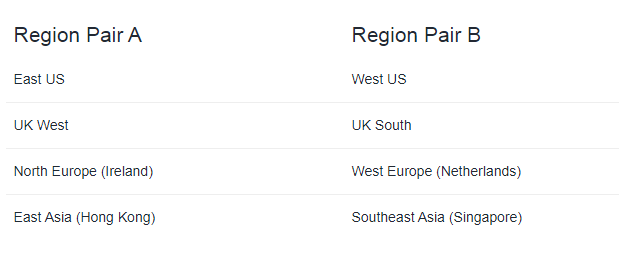 Region Pair A Region Pair B
East US West US
UK West UK South
North Europe (Ireland) West Europe (Netherlands)
East Asia (Hong Kong) Southeast Asia (Singapore)